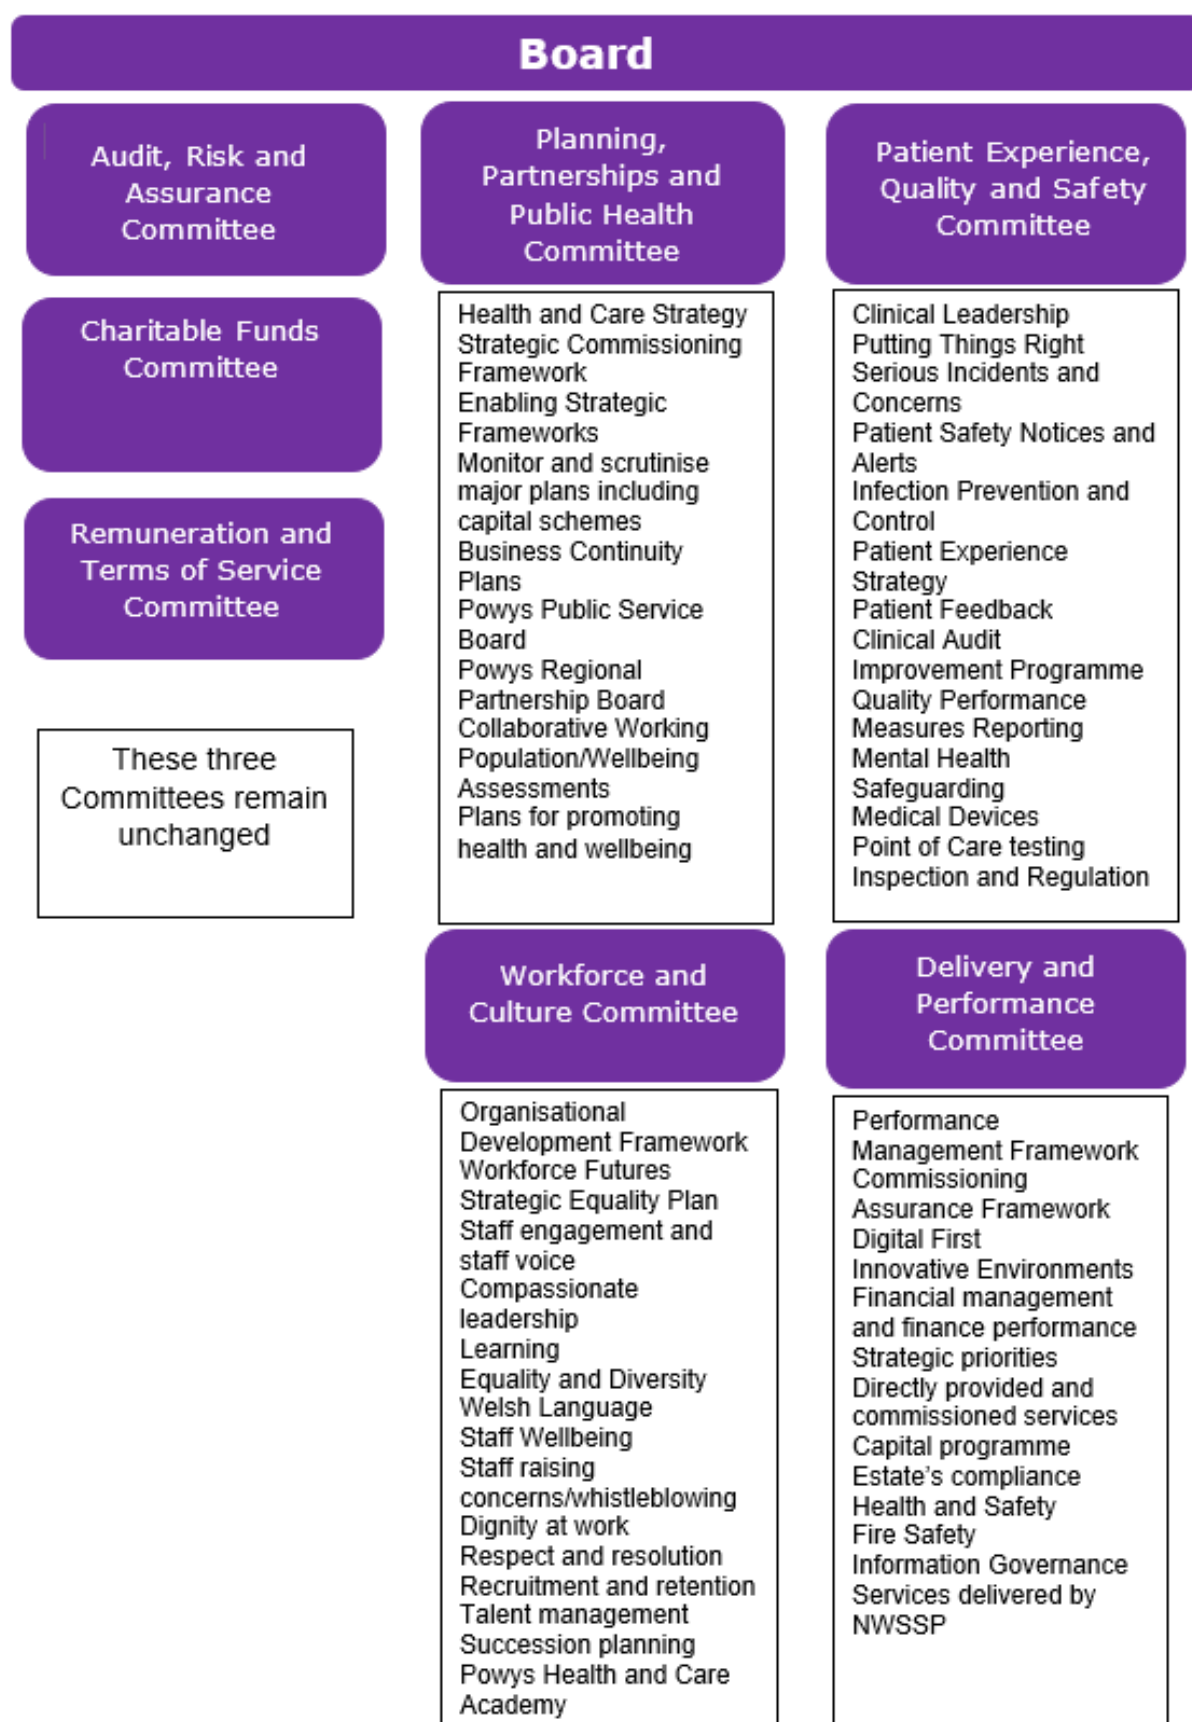 Board
Audit, Risk and
Assurance
Committee
Charitable Funds
Committee
Remuneration and
Terms of Service
Committee
These three
Committees remain
unchanged
Planning,
Partnerships and
Public Health
Committee
Health and Care Strategy
Strategic Commissioning
Framework
Enabling Strategic
Frameworks
Monitor and scrutinise
major plans including
capital schemes
Business Continuity
Plans
Powys Public Service
Board
Powys Regional
Partnership Board
Collaborative Working
Population/Wellbeing
Assessments
Plans for promoting
health and wellbeing
Patient Experience,
Quality and Safety
Committee
Clinical Leadership
Putting Things Right
Serious Incidents and
Concerns
Patient Safety Notices and
Alerts
Infection Prevention and
Control
Patient Experience
Strategy
Patient Feedback
Clinical Audit
Improvement Programme
Quality Performance
Measures Reporting
Mental Health
Safeguarding
Medical Devices
Point of Care testing
Inspection and Regulation
Workforce and
Culture Committee
Organisational
Development Framework
Workforce Futures
Strategic Equality Plan
Staff engagement and
staff voice
Compassionate
leadership
Learning
Equality and Diversity
Welsh Language
Staff Wellbeing
Staff raising
concerns/whistleblowing
Dignity at work
Respect and resolution
Recruitment and retention
Talent management
Succession planning
Powys Health and Care
Academy
Delivery and
Performance
Committee
Performance
Management Framework
Commissioning
Assurance Framework
Digital First
Innovative Environments
Financial management
and finance performance
Strategic priorities
Directly provided and
commissioned services
Capital programme
Estate's compliance
Health and Safety
Fire Safety
Information Governance
Services delivered by
NWSSP